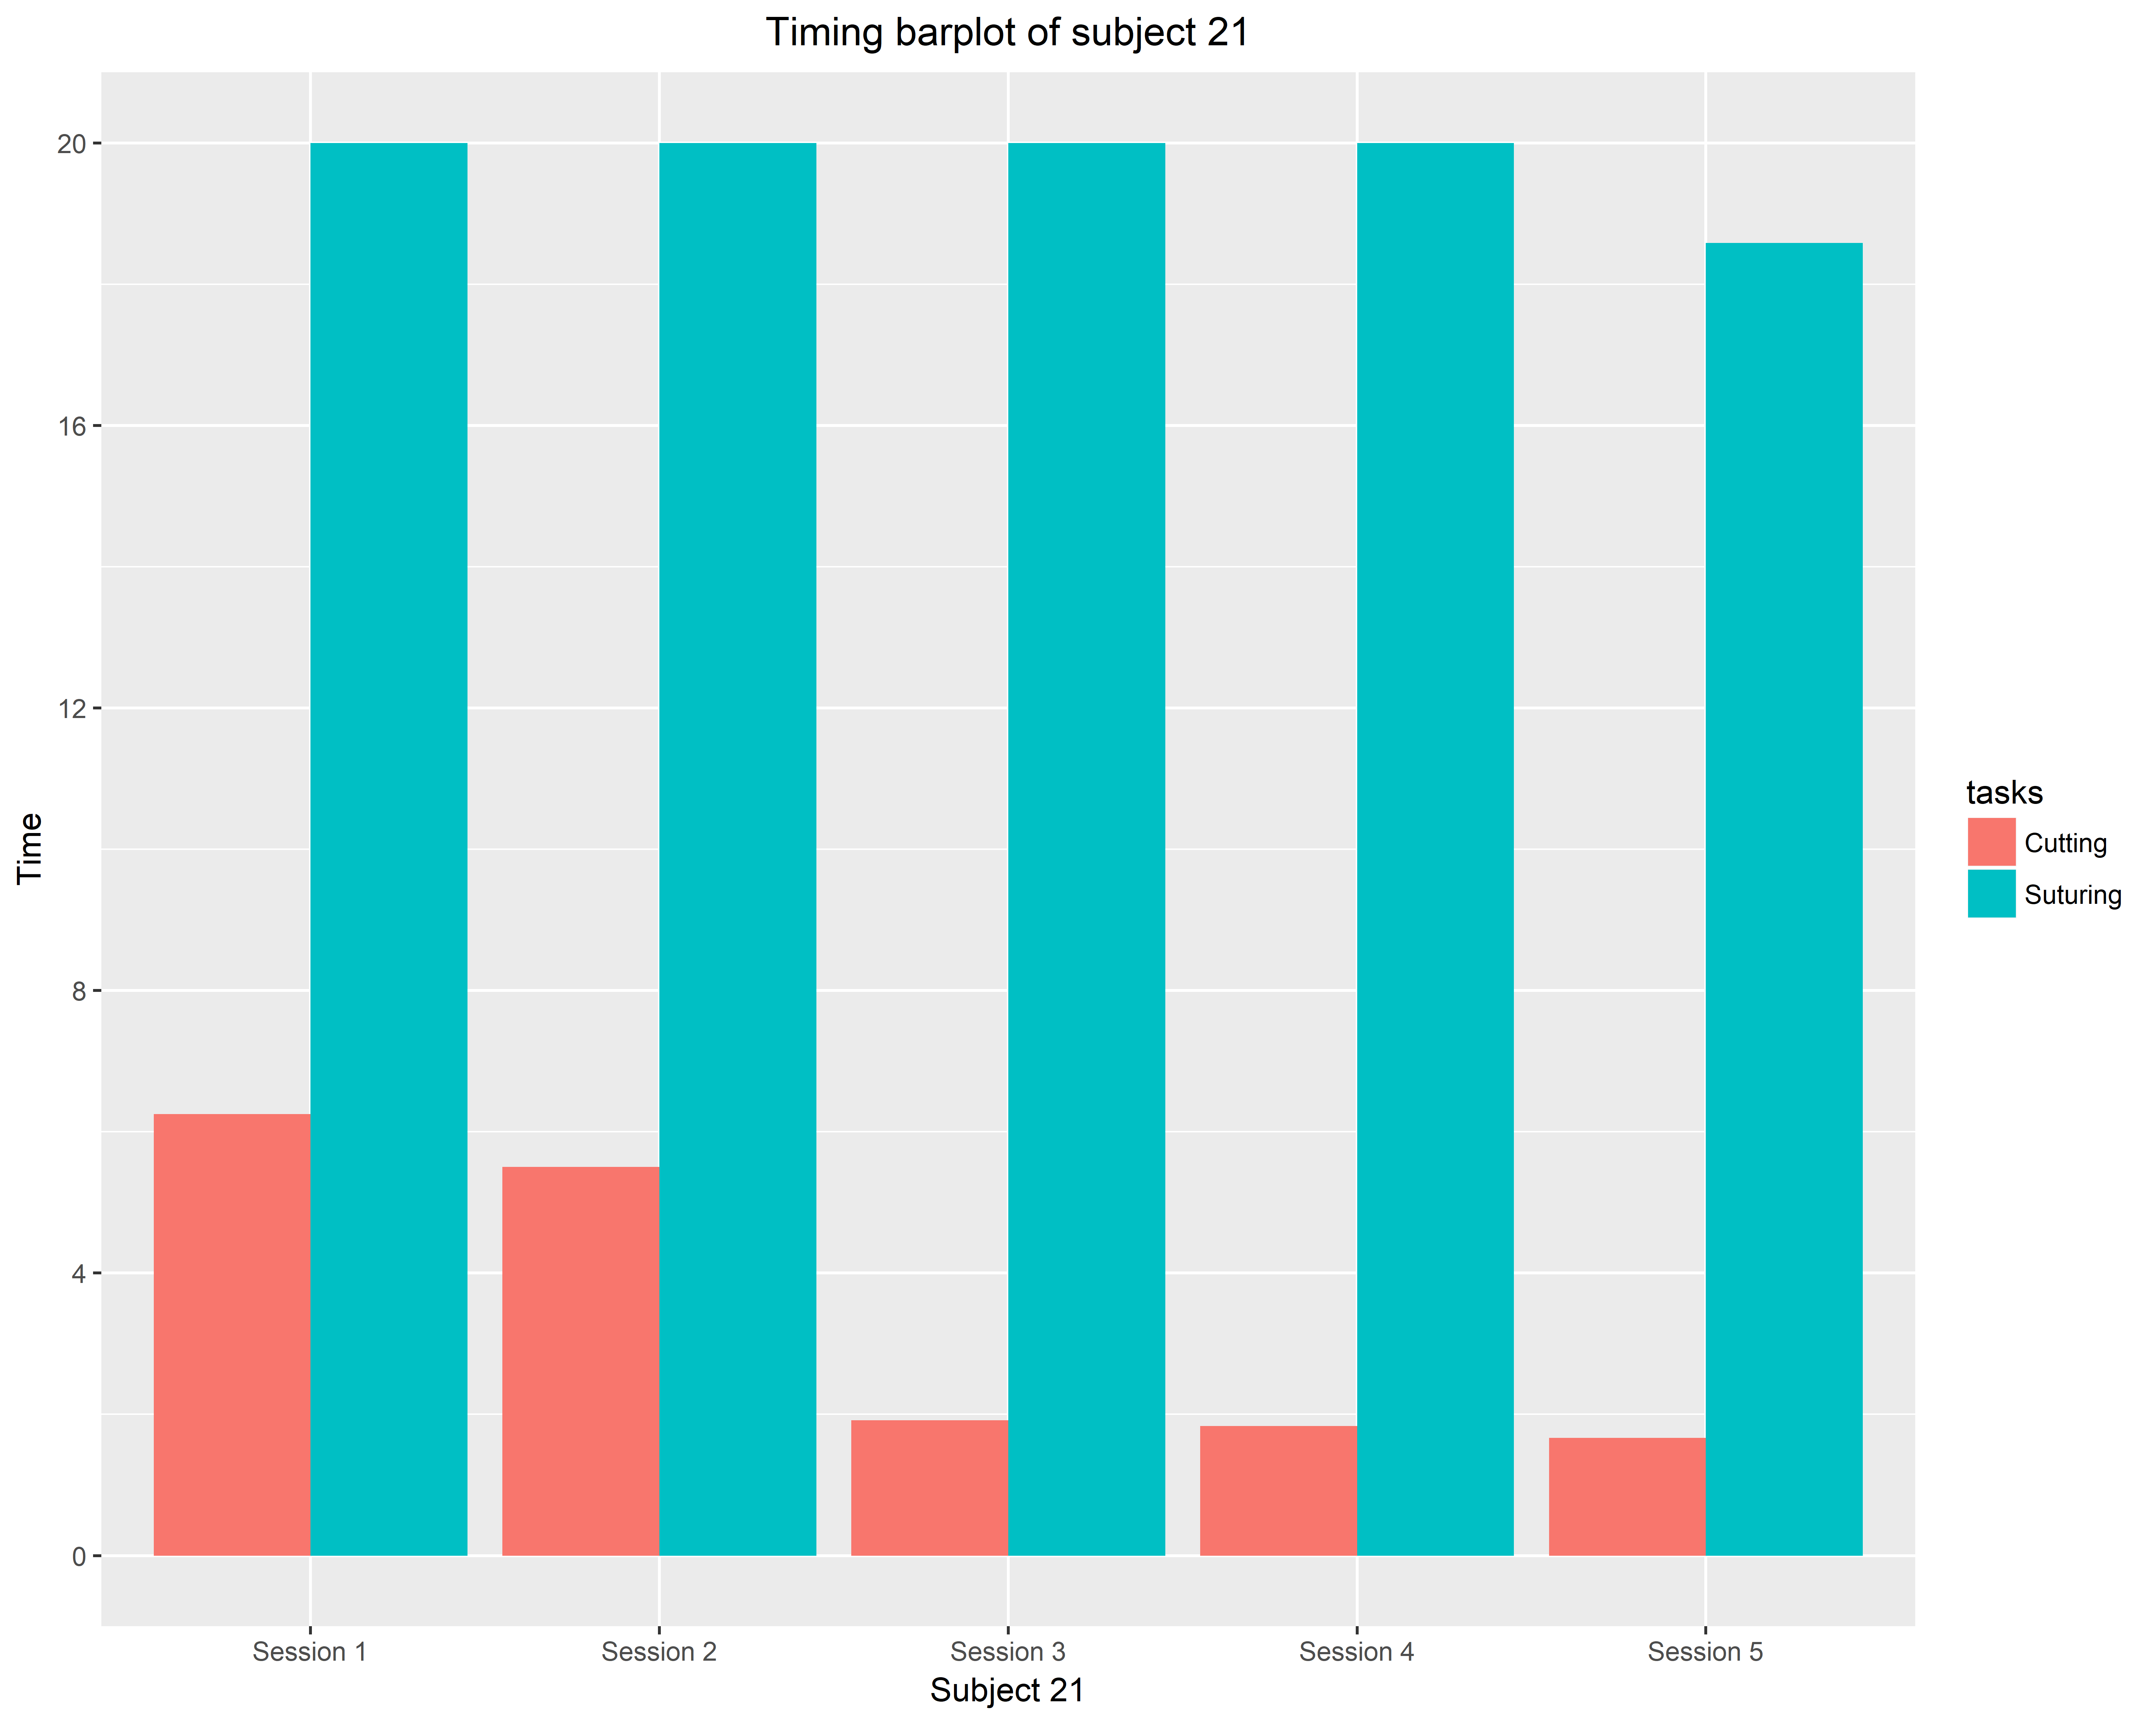 Timing barplot of subject 21
Time
20
16
12
8
4
0
Session 1 Session 2 Session 3 Session 4 Session 5
Subject 21
tasks
Cutting
Suturing